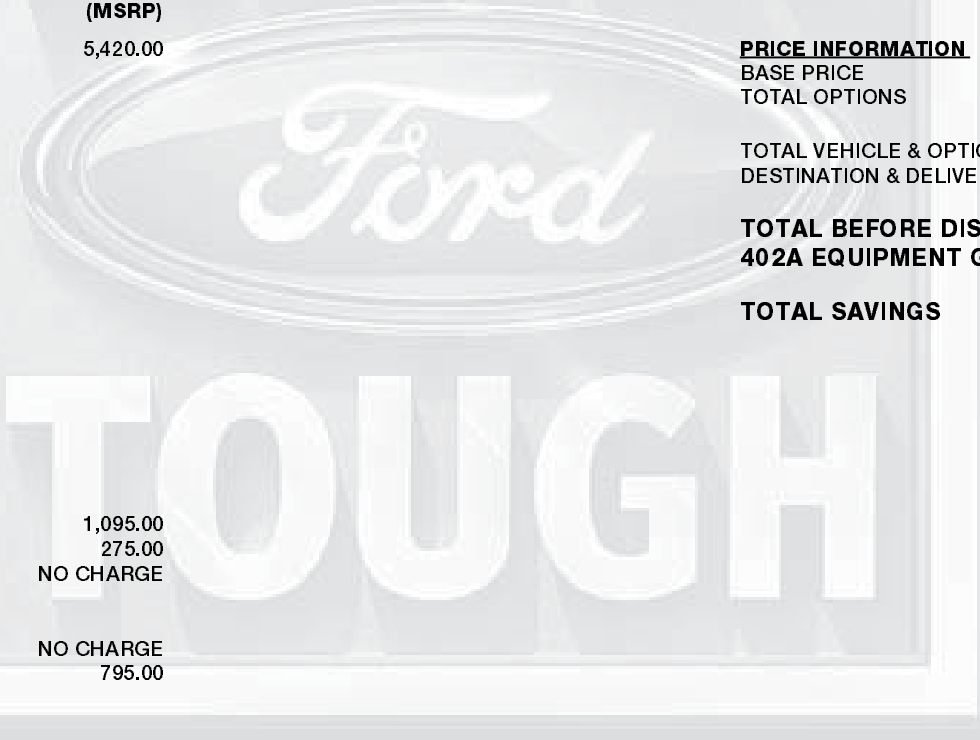 (MSRP)
5,420.00
PRICE INFORMATION
BASE PRICE
TOTAL OPTIONS
TOTAL VEHICLE & OPTIO
DESTINATION & DELIVE
TOTAL BEFORE DIS
402A EQUIPMENT G
TOTAL SAVINGS
Ford
TOUGH
1,095.00
275.00
NO CHARGE
NO CHARGE
795.00